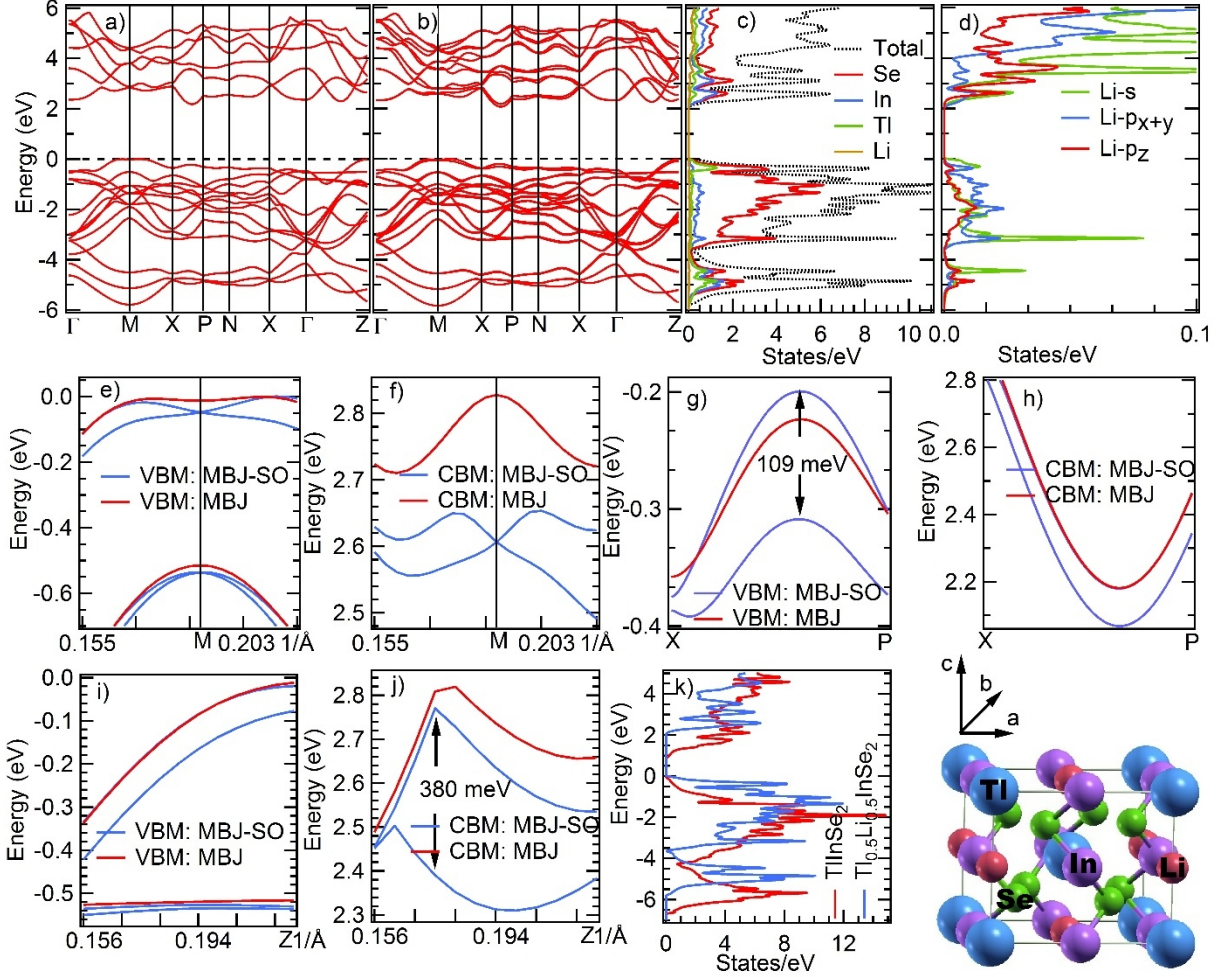 a)
b)
c)
d)
6
4
2
0
-2
-4
-6
Energy (eV)
Γ M X P N X Γ Z
Γ M X P N X Γ Z
Total
Se
In
Tl
Li
0 2 4 6 8 10
States/eV
Li-s
Li-px+y
Li-pz
0.0 0.1
States/eV
e)
0.0
-0.2
-0.4
-0.6
Energy (eV)
VBM: MBJ-SO
VBM: MBJ
0.155 M 0.203 1/Å
f)
2.8
2.7
2.6
2.5
Energy (eV)
CBM: MBJ-SO
CBM: MBJ
0.155 M 0.203 1/Å
g)
-0.2
-0.3
-0.4
Energy (eV)
109 meV
VBM: MBJ-SO
VBM: MBJ
X P
h)
2.8
2.6
2.4
2.2
Energy (eV)
CBM: MBJ-SO
CBM: MBJ
X P
i)
0.0
-0.1
-0.2
-0.3
-0.4
-0.5
Energy (eV)
VBM: MBJ-SO
VBM: MBJ
0.156 0.194 Z1/Å
j)
2.8
2.7
2.6
2.5
2.4
2.3
Energy (eV)
380 meV
CBM: MBJ-SO
CBM: MBJ
0.156 0.194 Z1/Å
k)
4
2
0
-2
-4
-6
Energy (eV)
TlInSe2
Tl0.5Li0.5InSe2
0 4 8 12
States/eV
c
b
a
Tl
In
Li
Se